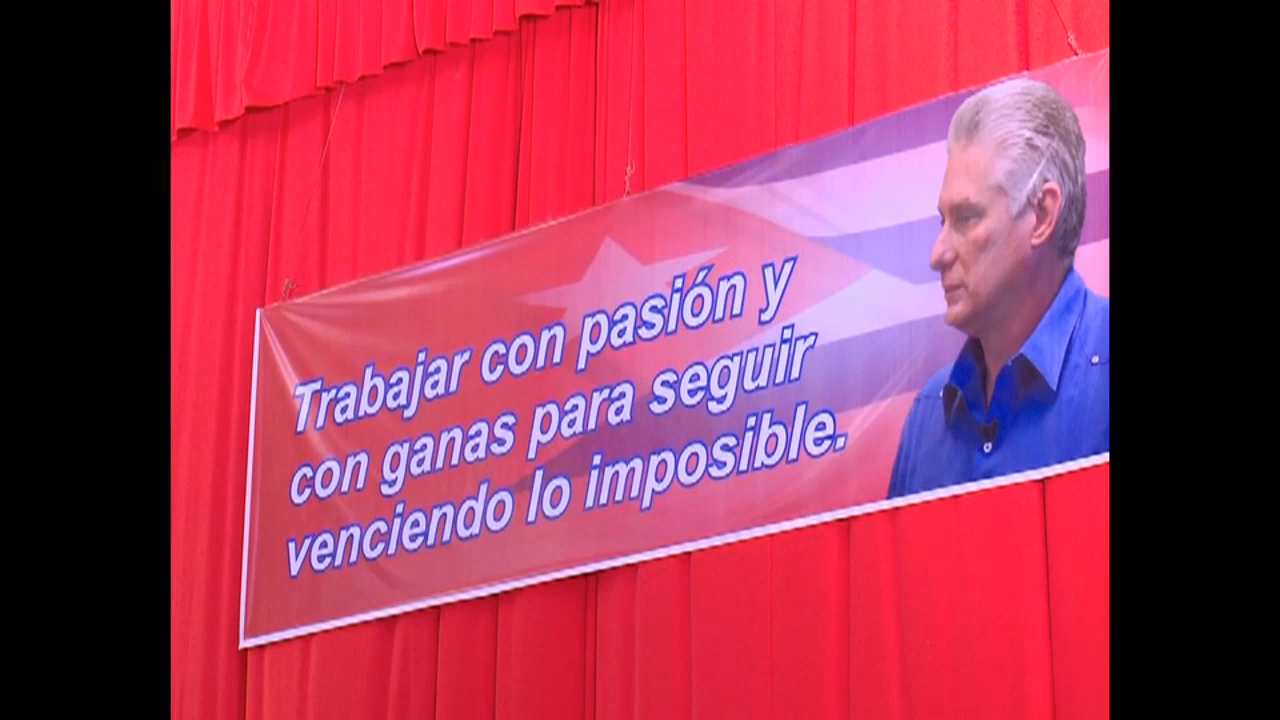 Trabajar con pasión y
con ganas para seguir
venciendo lo imposible.